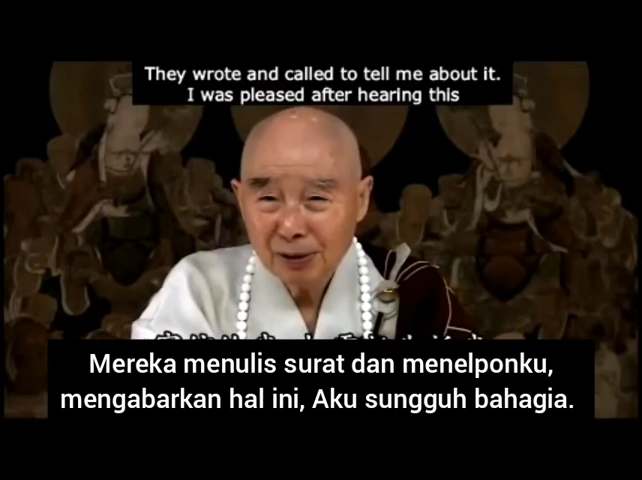 They wrote and called to tell me about it.
I was pleased after hearing this
Mereka menulis surat dan menelponku,
mengabarkan hal ini, Aku sungguh bahagia.